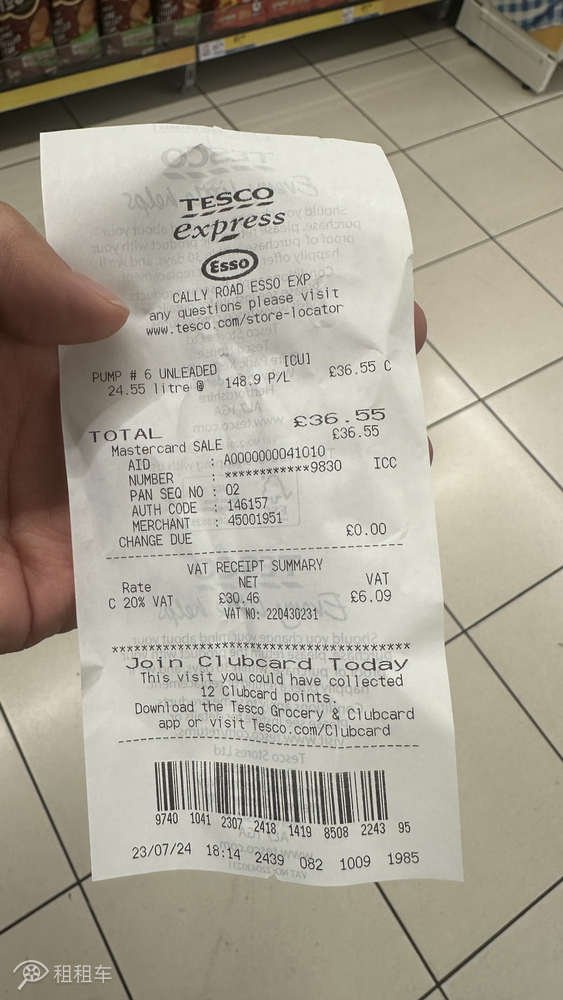 TESCO
express
Esso
CALLY ROAD ESSO EXP
any questions please visit
www.tesco.com/store-locator
PUMP # 6 UNLEADED [CU]
24.55 litre @ 148.9 P/L £36.55 C
TOTAL £36.55
Mastercard SALE £36.55
AID : A0000000041010
NUMBER : ************9830 ICC
PAN SEQ NO : 02
AUTH CODE : 146157
MERCHANT : 45001951
CHANGE DUE £0.00
VAT RECEIPT SUMMARY
Rate NET VAT
C 20% VAT £30.46 £6.09
VAT NO: 220430231
****************************************
Join Clubcard Today
This visit you could have collected
12 Clubcard points.
Download the Tesco Grocery & Clubcard
app or visit Tesco.com/Clubcard
9740 1041 2307 2418 1419 8508 2243 95
23/07/24 18:14 2439 082 1009 1985
租租车